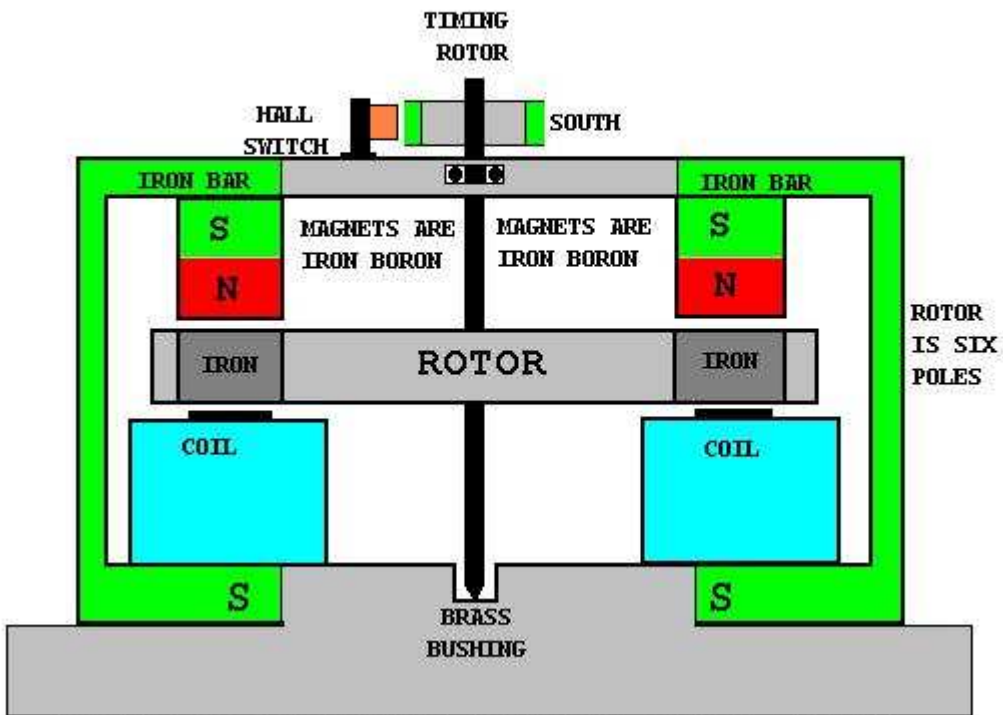 TIMING
ROTOR
HALL
SWITCH
SOUTH
IRON BAR
IRON BAR
S
N
MAGNETS ARE
IRON BORON
MAGNETS ARE
IRON BORON
S
N
ROTOR
IS SIX
POLES
IRON
ROTOR
IRON
COIL
COIL
S
S
BRASS
BUSHING